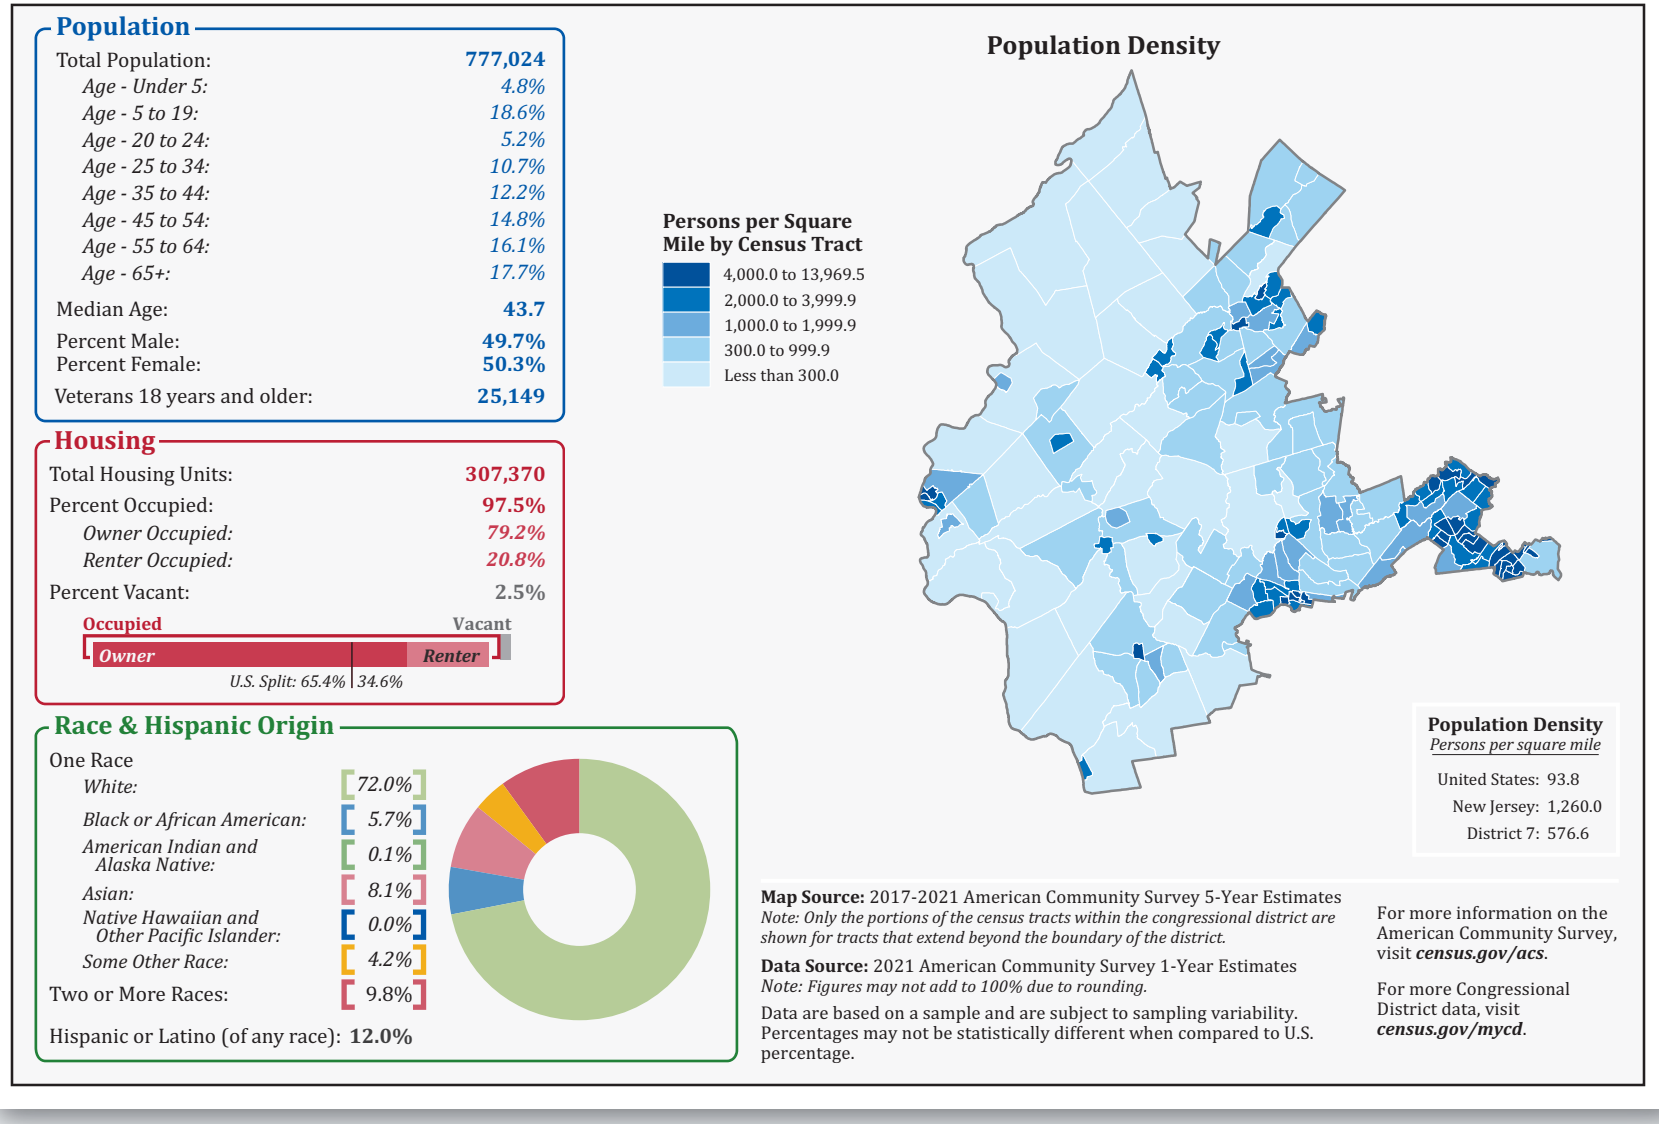 Population
Total Population: 777,024
Age - Under 5: 4.8%
Age - 5 to 19: 18.6%
Age - 20 to 24: 5.2%
Age - 25 to 34: 10.7%
Age - 35 to 44: 12.2%
Age - 45 to 54: 14.8%
Age - 55 to 64: 16.1%
Age - 65+: 17.7%
Median Age: 43.7
Percent Male: 49.7%
Percent Female: 50.3%
Veterans 18 years and older: 25,149
Housing
Total Housing Units: 307,370
Percent Occupied: 97.5%
Owner Occupied: 79.2%
Renter Occupied: 20.8%
Percent Vacant: 2.5%
Occupied Vacant
Owner Renter
U.S. Split: 65.4% 34.6%
Race & Hispanic Origin
One Race
White: 72.0%
Black or African American: 5.7%
American Indian and
Alaska Native: 0.1%
Asian: 8.1%
Native Hawaiian and
Other Pacific Islander: 0.0%
Some Other Race: 4.2%
Two or More Races: 9.8%
Hispanic or Latino (of any race): 12.0%
Population Density
Persons per Square
Mile by Census Tract
4,000.0 to 13,969.5
2,000.0 to 3,999.9
1,000.0 to 1,999.9
300.0 to 999.9
Less than 300.0
Population Density
Persons per square mile
United States: 93.8
New Jersey: 1,260.0
District 7: 576.6
Map Source: 2017-2021 American Community Survey 5-Year Estimates
Note: Only the portions of the census tracts within the congressional district are
shown for tracts that extend beyond the boundary of the district.
Data Source: 2021 American Community Survey 1-Year Estimates
Note: Figures may not add to 100% due to rounding.
Data are based on a sample and are subject to sampling variability.
Percentages may not be statistically different when compared to U.S.
percentage.
For more information on the
American Community Survey,
visit census.gov/acs.
For more Congressional
District data, visit
census.gov/mycd.